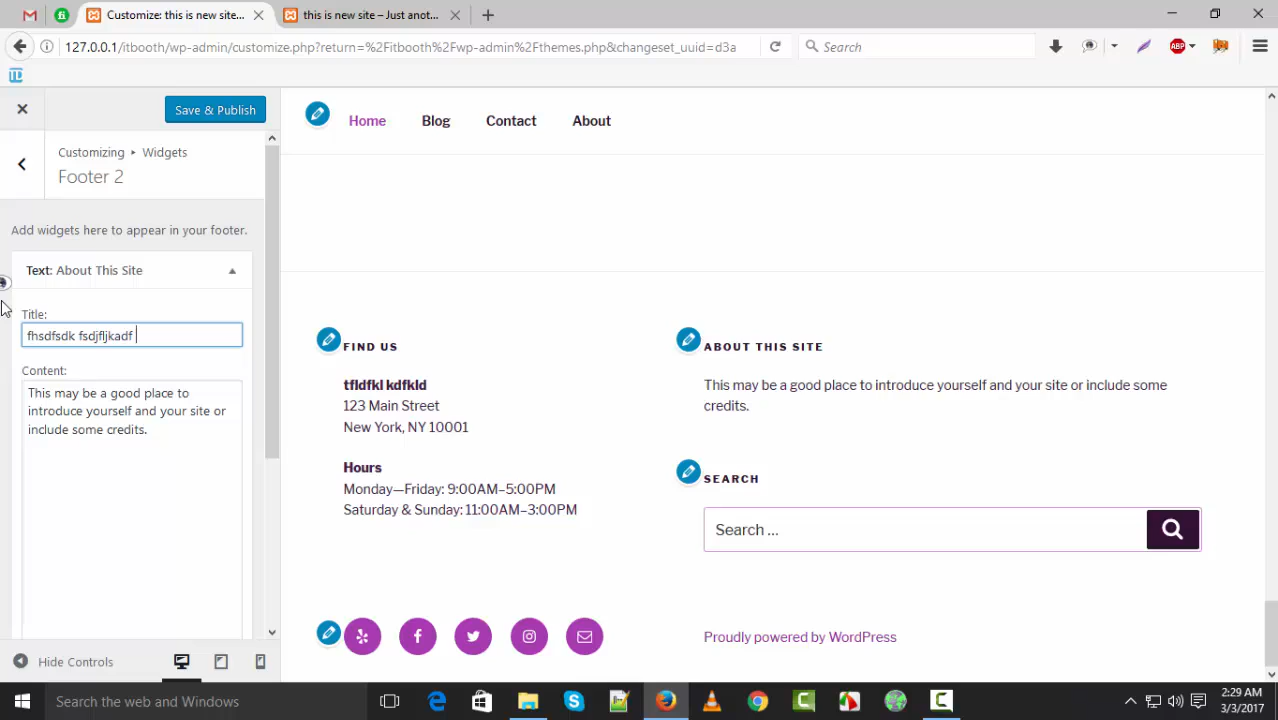 Customize: this is new site...
this is new site – Just anot...
127.0.0.1/itbooth/wp-admin/customize.php?return=%2Fitbooth%2Fwp-admin%2Fthemes.php&changeset_uuid=d3a
Search
ABP
Save & Publish
Customizing ▸ Widgets
Footer 2
Add widgets here to appear in your footer.
Text: About This Site
Title:
fhsdfsdk fsdjfljkadf
Content:
This may be a good place to
introduce yourself and your site or
include some credits.
Hide Controls
Home
Blog
Contact
About
FIND US
tfldfkl kdfkld
123 Main Street
New York, NY 10001
Hours
Monday—Friday: 9:00AM–5:00PM
Saturday & Sunday: 11:00AM–3:00PM
ABOUT THIS SITE
This may be a good place to introduce yourself and your site or include some
credits.
SEARCH
Search ...
Proudly powered by WordPress
Search the web and Windows
2:29 AM
3/3/2017